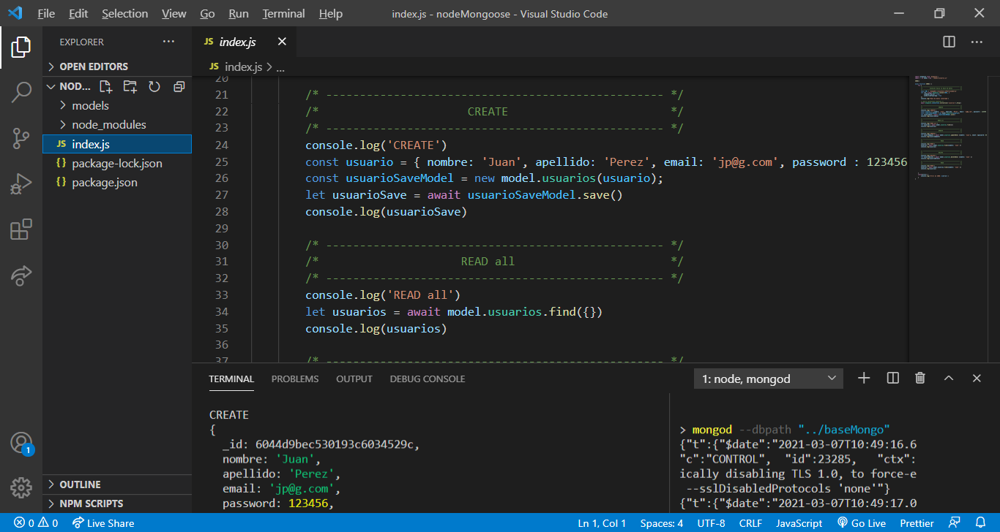 File Edit Selection View Go Run Terminal Help index.js - nodeMongoose - Visual Studio Code
EXPLORER
OPEN EDITORS
NOD...
models
node_modules
JS index.js
{} package-lock.json
{} package.json
OUTLINE
NPM SCRIPTS
1
JS index.js
JS index.js > ...
20
21 /* -------------------------------------------------- */
22 /* CREATE */
23 /* -------------------------------------------------- */
24 console.log('CREATE')
25 const usuario = { nombre: 'Juan', apellido: 'Perez', email: 'jp@g.com', password : 123456
26 const usuarioSaveModel = new model.usuarios(usuario);
27 let usuarioSave = await usuarioSaveModel.save()
28 console.log(usuarioSave)
29
30 /* -------------------------------------------------- */
31 /* READ all */
32 /* -------------------------------------------------- */
33 console.log('READ all')
34 let usuarios = await model.usuarios.find({})
35 console.log(usuarios)
36
37 /* -------------------------------------------------- */
TERMINAL PROBLEMS OUTPUT DEBUG CONSOLE 1: node, mongod
CREATE
{
_id: 6044d9bec530193c6034529c,
nombre: 'Juan',
apellido: 'Perez',
email: 'jp@g.com',
password: 123456,
> mongod --dbpath "../baseMongo"
{"t":{"$date":"2021-03-07T10:49:16.6
"c":"CONTROL", "id":23285, "ctx":
ically disabling TLS 1.0, to force-e
--sslDisabledProtocols 'none'"}
{"t":{"$date":"2021-03-07T10:49:17.0
0 0 Live Share Ln 1, Col 1 Spaces: 4 UTF-8 CRLF JavaScript Go Live Prettier